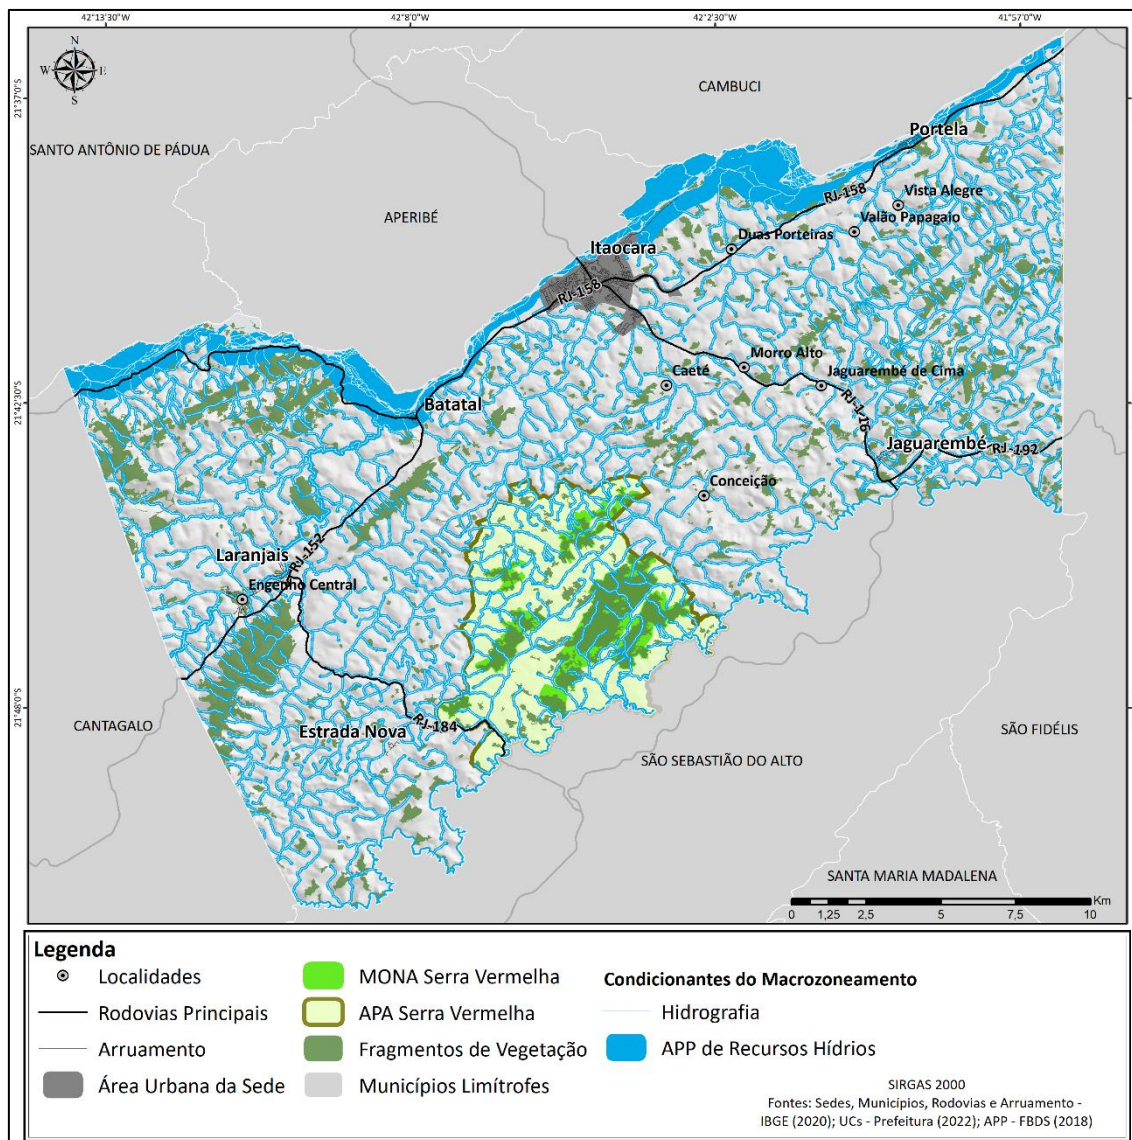 42°13'30"W 42°8'0"W 42°2'30"W 41°57'0"W
N
W E
S
21°37'0"S
21°42'30"S
21°48'0"S
CAMBUCI
SANTO ANTÔNIO DE PÁDUA
Portela
APERIBÉ
RJ-158
Vista Alegre
Valão Papagaio
Duas Porteiras
Itaocara
RJ-158
Morro Alto
Caeté
Jaguarembé de Cima
Batatal
RJ-1-16
Jaguarembé
RJ-192
Conceição
Laranjais
RJ-152
Engenho Central
CANTAGALO
Estrada Nova
RJ-184
SÃO FIDÉLIS
SÃO SEBASTIÃO DO ALTO
SANTA MARIA MADALENA
Km
0 1,25 2,5 5 7,5 10
Legenda
Localidades
Rodovias Principais
Arruamento
Área Urbana da Sede
MONA Serra Vermelha
APA Serra Vermelha
Fragmentos de Vegetação
Municípios Limítrofes
Condicionantes do Macrozoneamento
Hidrografia
APP de Recursos Hídrios
SIRGAS 2000
Fontes: Sedes, Municípios, Rodovias e Arruamento -
IBGE (2020); UCs - Prefeitura (2022); APP - FBDS (2018)